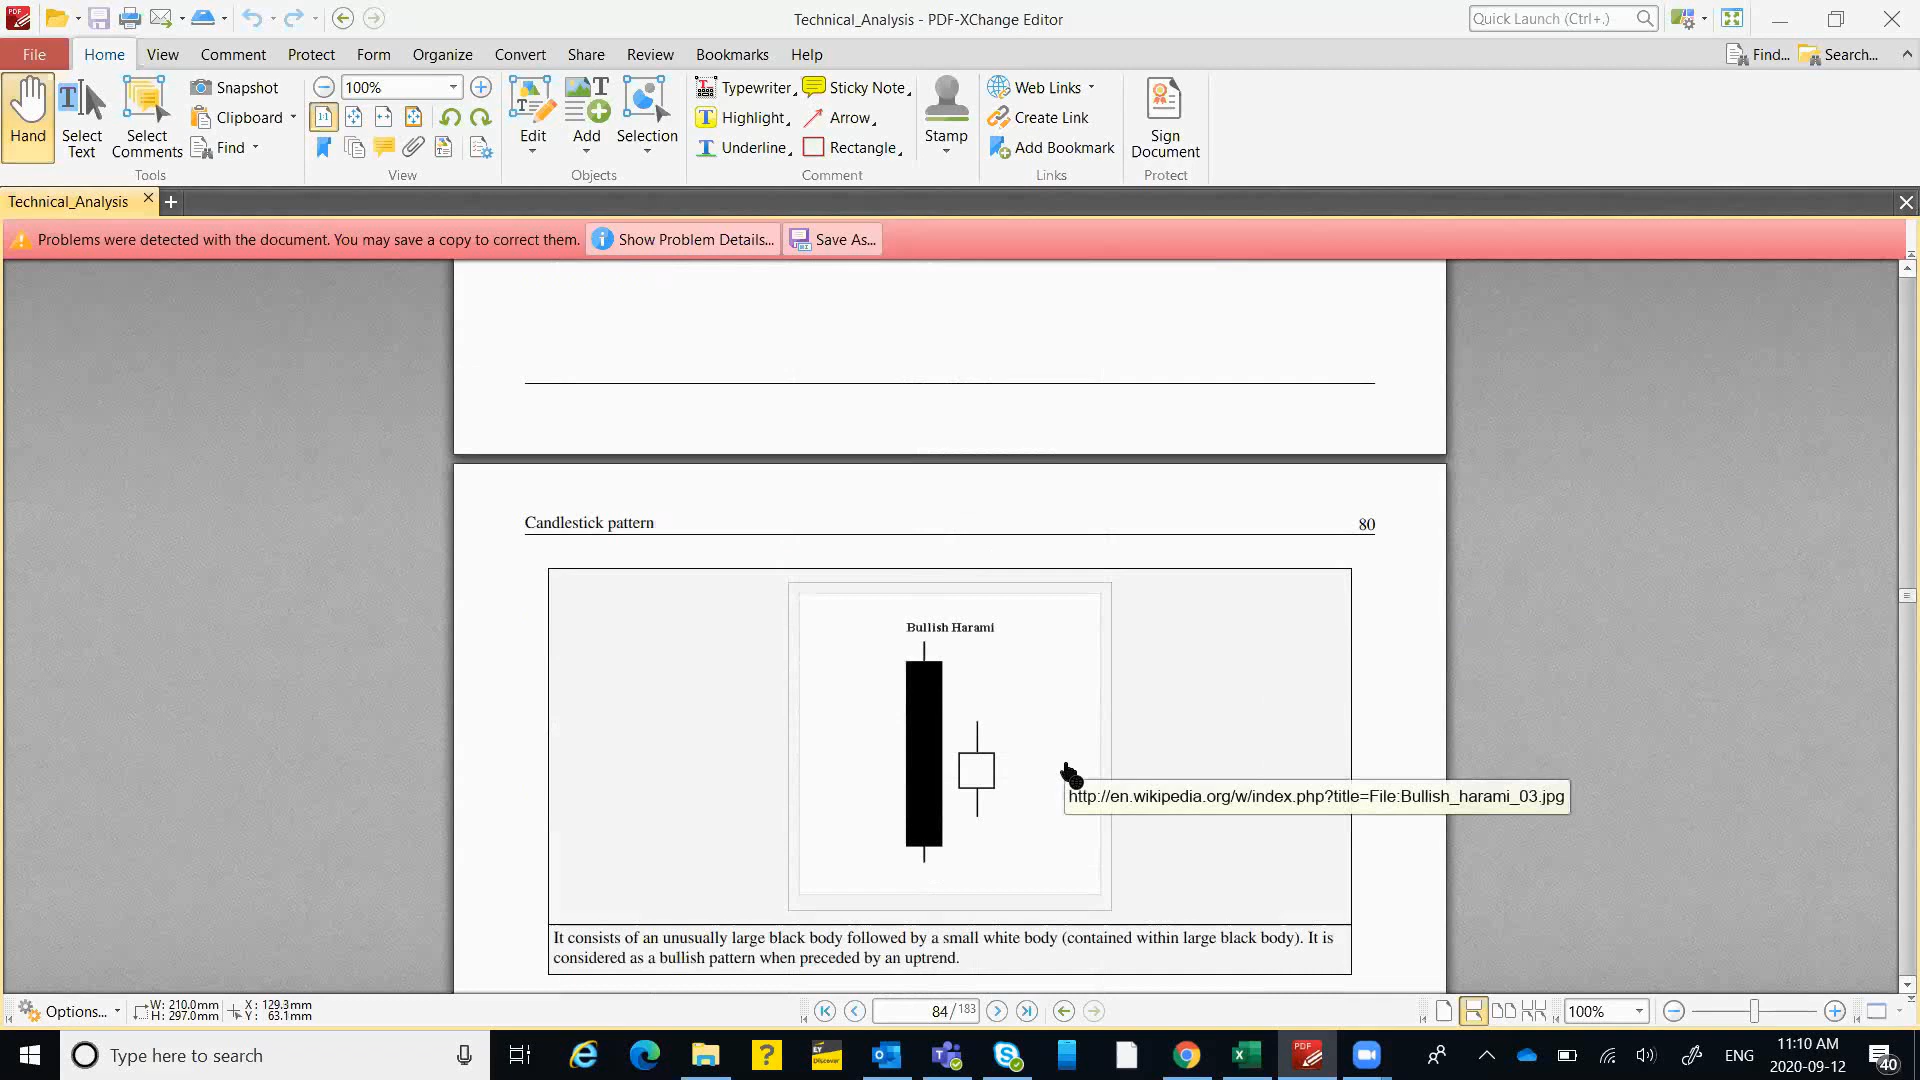 Technical_Analysis - PDF-XChange Editor
Quick Launch (Ctrl+.)
File Home View Comment Protect Form Organize Convert Share Review Bookmarks Help
Find... Search...
Hand
Select Text
Select Comments
Snapshot
Clipboard
Find
Tools
100%
View
Edit Add Selection
Objects
Typewriter Sticky Note
Highlight Arrow
Underline Rectangle
Stamp
Comment
Web Links
Create Link
Add Bookmark
Links
Sign Document
Protect
Technical_Analysis
Problems were detected with the document. You may save a copy to correct them. Show Problem Details... Save As...
Candlestick pattern 80
Bullish Harami
http://en.wikipedia.org/w/index.php?title=File:Bullish_harami_03.jpg
It consists of an unusually large black body followed by a small white body (contained within large black body). It is
considered as a bullish pattern when preceded by an uptrend.
Options... W: 210.0mm X: 129.3mm
H: 297.0mm Y: 63.1mm
84 / 183
100%
Type here to search
ENG
11:10 AM
2020-09-12
40